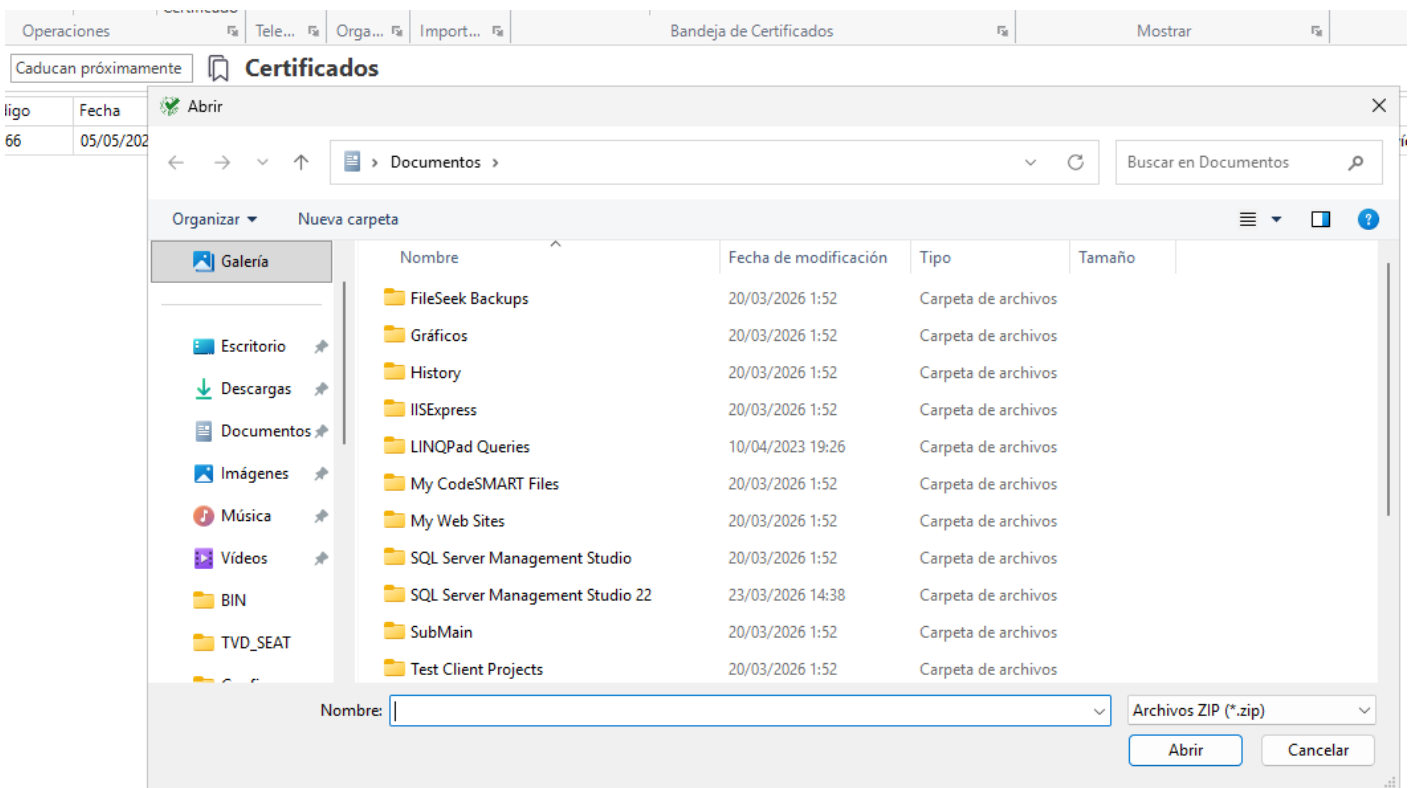 Operaciones Tele... Orga... Import... Bandeja de Certificados Mostrar
Caducan próximamente Certificados
Fecha
Abrir
66 05/05/202
Documentos
Buscar en Documentos
Organizar Nueva carpeta
Galería
Nombre Fecha de modificación Tipo Tamaño
FileSeek Backups 20/03/2026 1:52 Carpeta de archivos
Gráficos 20/03/2026 1:52 Carpeta de archivos
Escritorio
History 20/03/2026 1:52 Carpeta de archivos
Descargas
IISExpress 20/03/2026 1:52 Carpeta de archivos
Documentos
LINQPad Queries 10/04/2023 19:26 Carpeta de archivos
Imágenes
My CodeSMART Files 20/03/2026 1:52 Carpeta de archivos
Música
My Web Sites 20/03/2026 1:52 Carpeta de archivos
Vídeos
SQL Server Management Studio 20/03/2026 1:52 Carpeta de archivos
BIN
SQL Server Management Studio 22 23/03/2026 14:38 Carpeta de archivos
TVD_SEAT
SubMain 20/03/2026 1:52 Carpeta de archivos
Test Client Projects 20/03/2026 1:52 Carpeta de archivos
Nombre:
Archivos ZIP (*.zip)
Abrir Cancelar